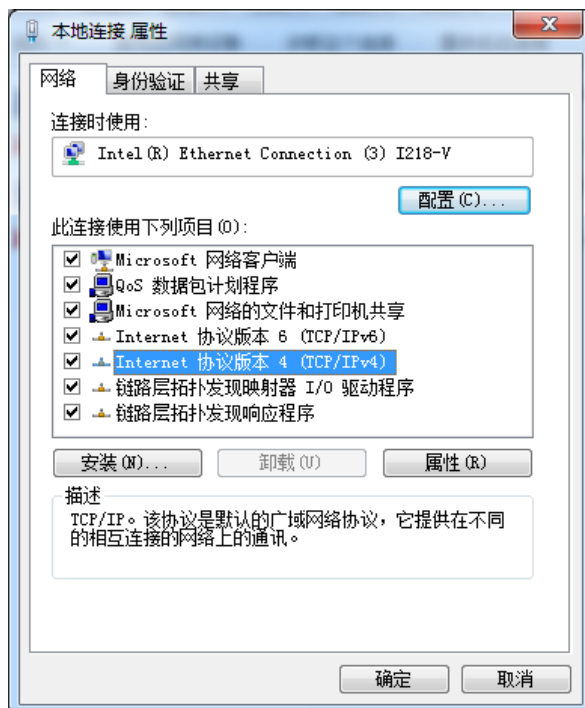 本地连接 属性
网络
身份验证
共享
连接时使用:
Intel(R) Ethernet Connection (3) I218-V
配置(C)...
此连接使用下列项目(O):
Microsoft 网络客户端
QoS 数据包计划程序
Microsoft 网络的文件和打印机共享
Internet 协议版本 6 (TCP/IPv6)
Internet 协议版本 4 (TCP/IPv4)
链路层拓扑发现映射器 I/O 驱动程序
链路层拓扑发现响应程序
安装(N)...
卸载(U)
属性(R)
描述
TCP/IP。该协议是默认的广域网络协议，它提供在不同
的相互连接的网络上的通讯。
确定
取消